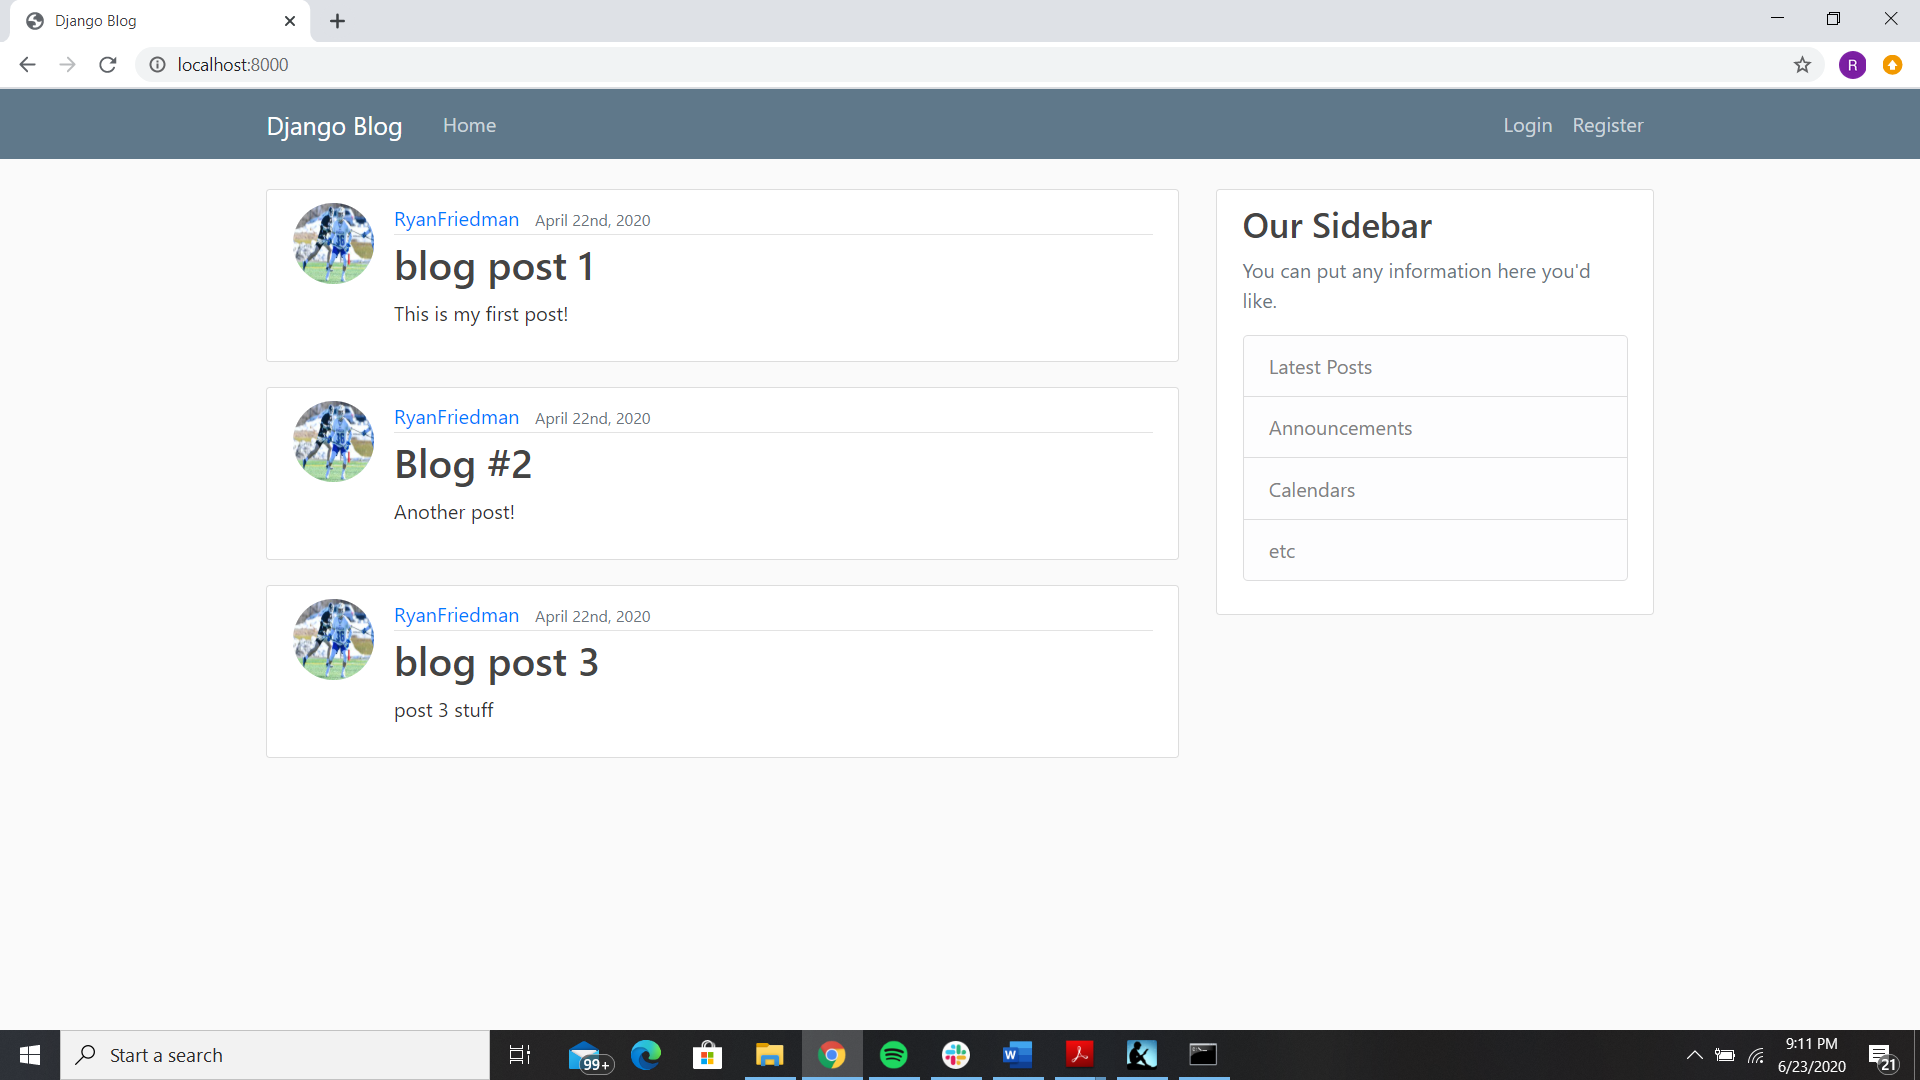 Django Blog
localhost:8000
R
Django Blog Home Login Register
RyanFriedman April 22nd, 2020
blog post 1
This is my first post!
RyanFriedman April 22nd, 2020
Blog #2
Another post!
RyanFriedman April 22nd, 2020
blog post 3
post 3 stuff
Our Sidebar
You can put any information here you'd
like.
Latest Posts
Announcements
Calendars
etc
Start a search
99+
W
9:11 PM
6/23/2020
21